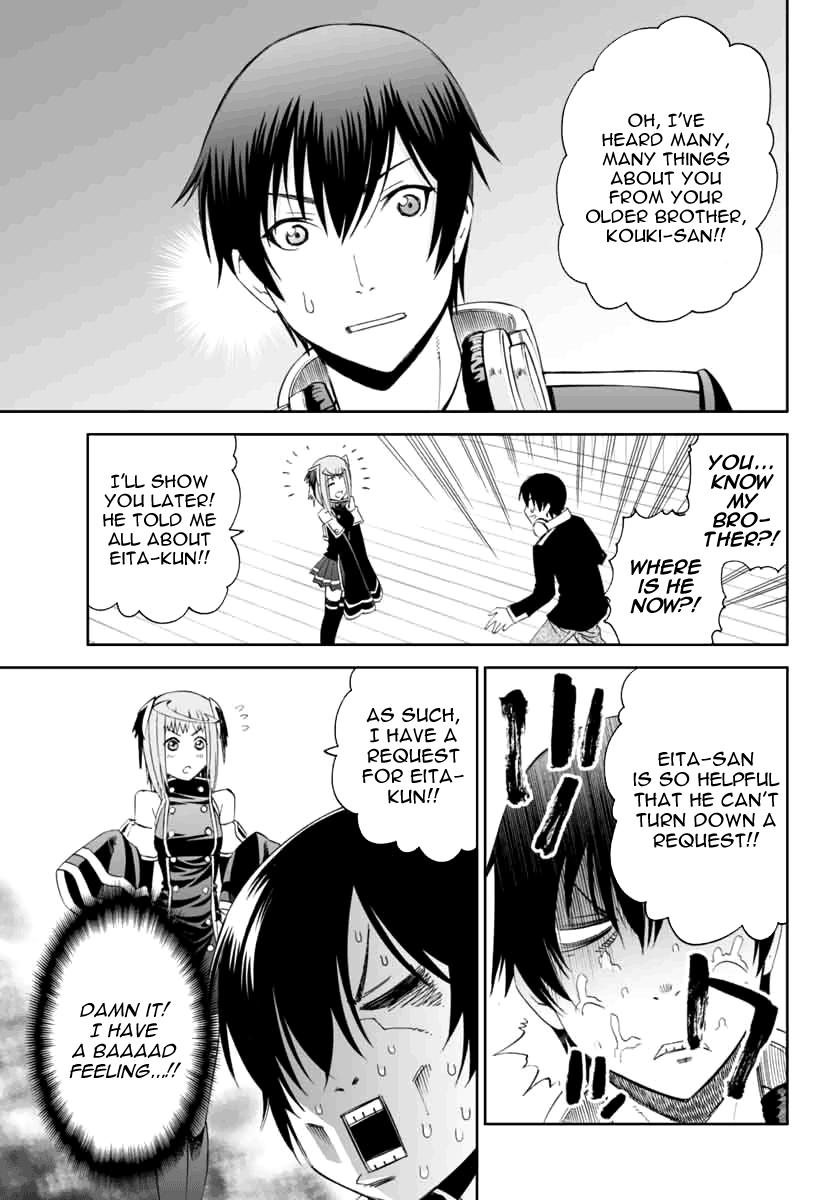 OH, I'VE
HEARD MANY,
MANY THINGS
ABOUT YOU
FROM YOUR
OLDER BROTHER,
KOUKI-SAN!!
YOU...
KNOW
MY
BRO-
THER?!
WHERE
IS HE
NOW?!
I'LL SHOW
YOU LATER!
HE TOLD ME
ALL ABOUT
EITA-KUN!!
EITA-SAN
IS SO HELPFUL
THAT HE CAN'T
TURN DOWN A
REQUEST!!
AS SUCH,
I HAVE A
REQUEST
FOR EITA-
KUN!!
DAMN IT!
I HAVE
A BAAAAD
FEELING...!!